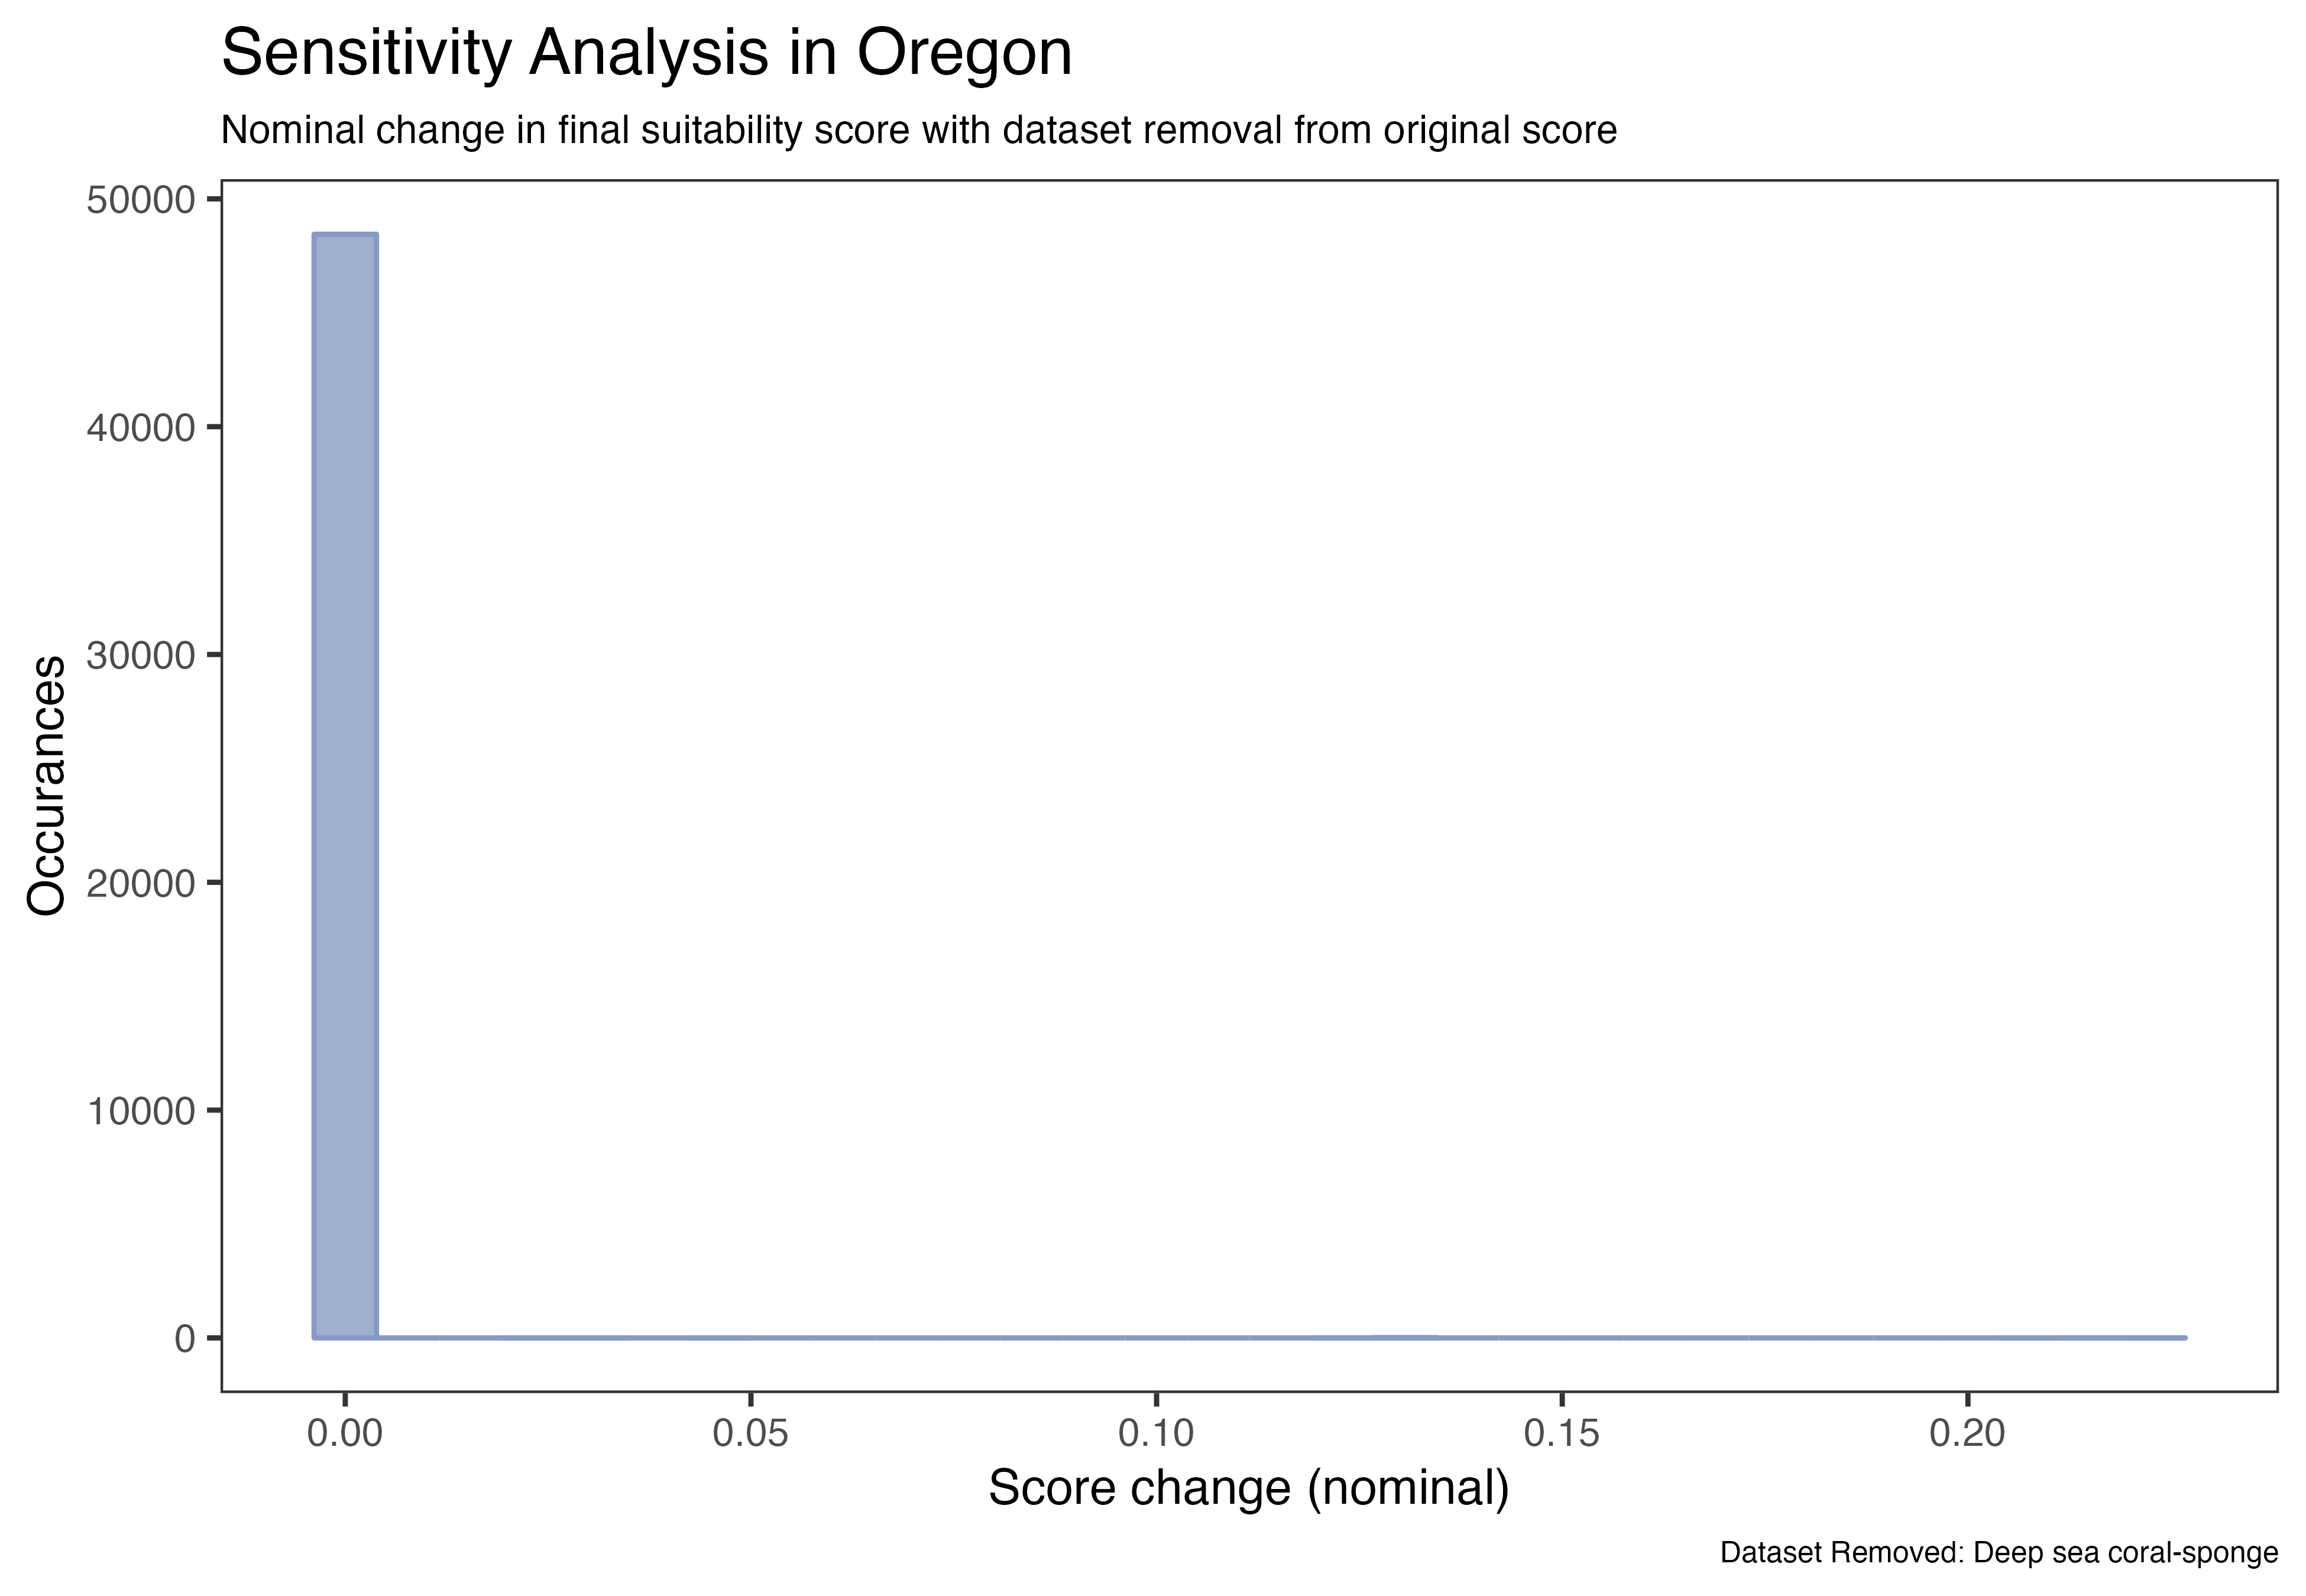 Sensitivity Analysis in Oregon
Nominal change in final suitability score with dataset removal from original score
50000
40000
30000
20000
10000
0
Occurances
0.00
0.05
0.10
0.15
0.20
Score change (nominal)
Dataset Removed: Deep sea coral-sponge